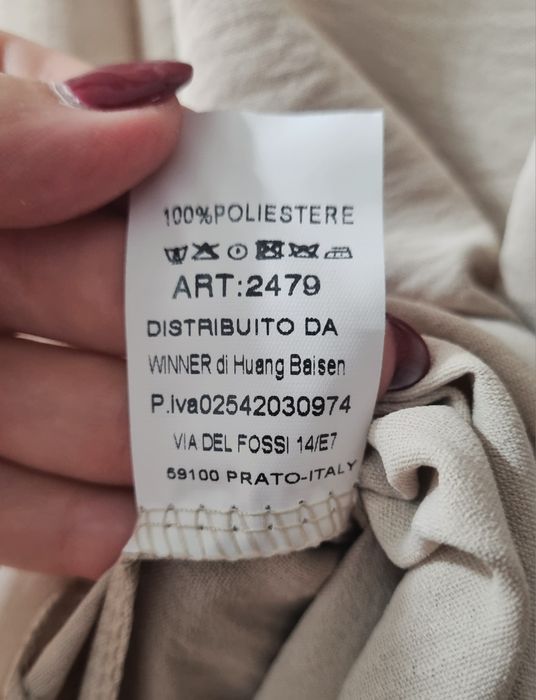 100%POLIESTERE
ART:2479
DISTRIBUITO DA
WINNER di Huang Baisen
P.iva02542030974
VIA DEL FOSSI 14/E7
59100 PRATO-ITALY